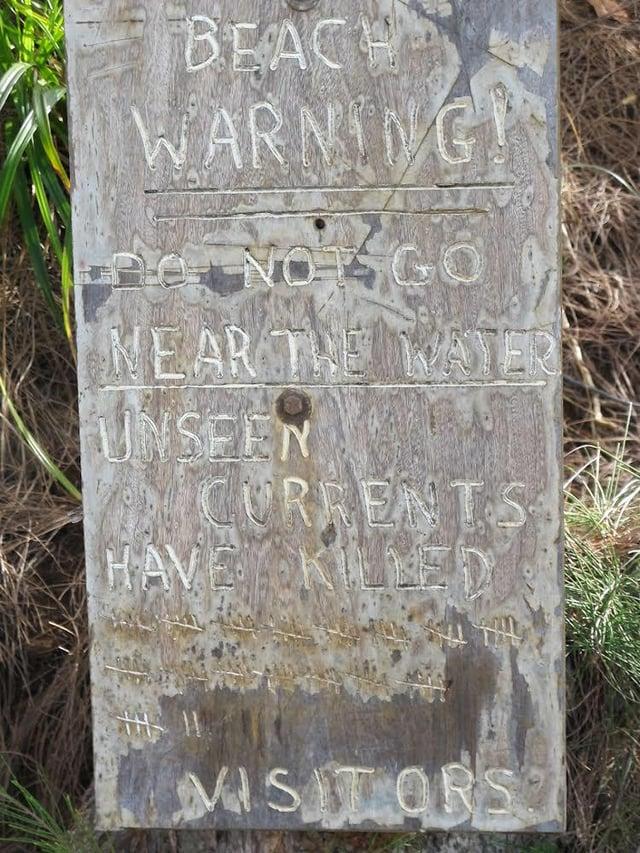 BEACH
WARNING!
DO NOT GO
NEAR THE WATER
UNSEEN
CURRENTS
HAVE KILLED
VISITORS.